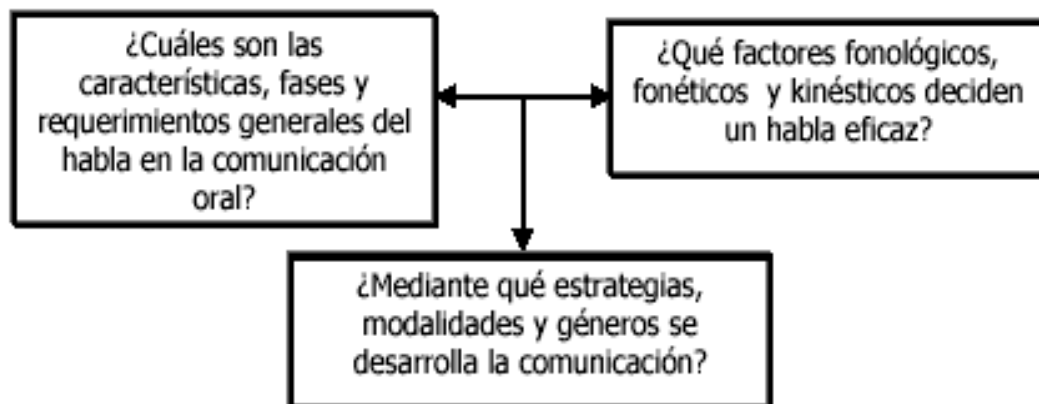 ¿Cuáles son las
características, fases y
requerimientos generales del
habla en la comunicación
oral?
¿Qué factores fonológicos,
fonéticos y kinésticos deciden
un habla eficaz?
¿Mediante qué estrategias,
modalidades y géneros se
desarrolla la comunicación?